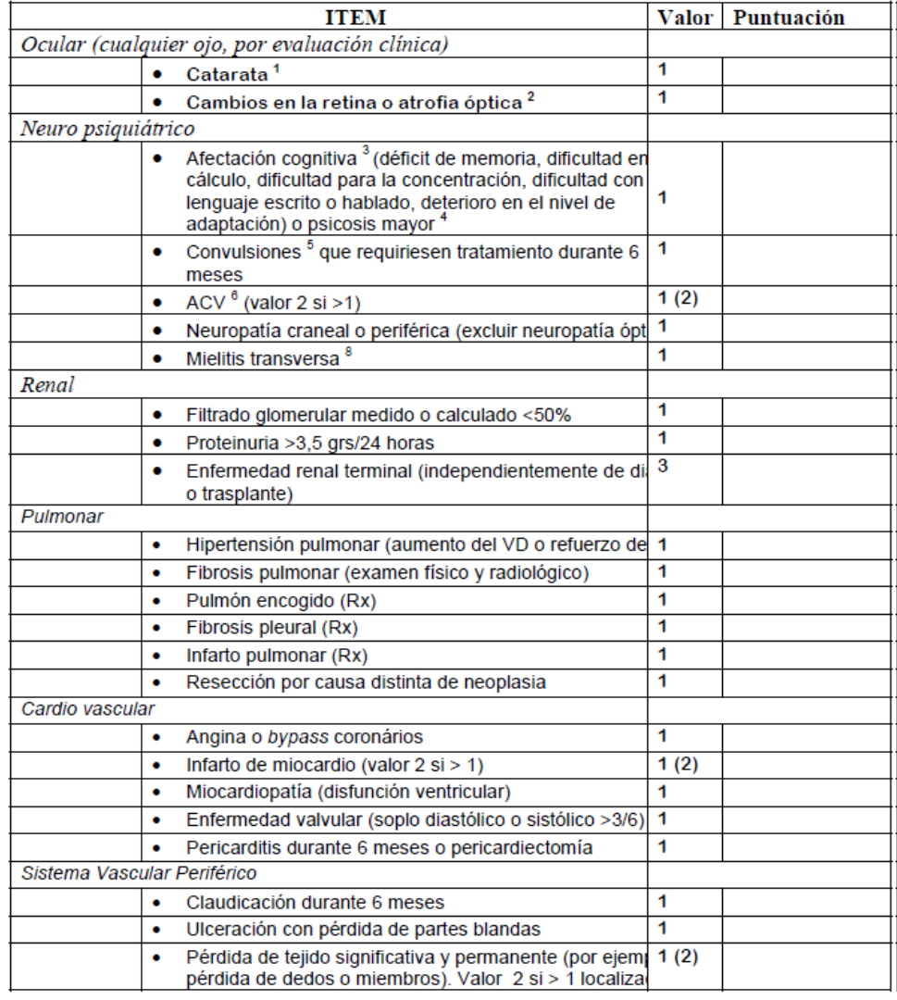 ITEM Valor Puntuación
Ocular (cualquier ojo, por evaluación clínica)
• Catarata ¹ 1
• Cambios en la retina o atrofia óptica ² 1
Neuro psiquiátrico
• Afectación cognitiva ³ (déficit de memoria, dificultad en
cálculo, dificultad para la concentración, dificultad con
lenguaje escrito o hablado, deterioro en el nivel de 1
adaptación) o psicosis mayor ⁴
• Convulsiones ⁵ que requiriesen tratamiento durante 6 1
meses
• ACV ⁶ (valor 2 si >1) 1 (2)
• Neuropatía craneal o periférica (excluir neuropatía ópt 1
• Mielitis transversa ⁸ 1
Renal
• Filtrado glomerular medido o calculado <50% 1
• Proteinuria >3,5 grs/24 horas 1
• Enfermedad renal terminal (independientemente de di 3
o trasplante)
Pulmonar
• Hipertensión pulmonar (aumento del VD o refuerzo de 1
• Fibrosis pulmonar (examen físico y radiológico) 1
• Pulmón encogido (Rx) 1
• Fibrosis pleural (Rx) 1
• Infarto pulmonar (Rx) 1
• Resección por causa distinta de neoplasia 1
Cardio vascular
• Angina o bypass coronários 1
• Infarto de miocardio (valor 2 si > 1) 1 (2)
• Miocardiopatía (disfunción ventricular) 1
• Enfermedad valvular (soplo diastólico o sistólico >3/6) 1
• Pericarditis durante 6 meses o pericardiectomía 1
Sistema Vascular Periférico
• Claudicación durante 6 meses 1
• Ulceración con pérdida de partes blandas 1
• Pérdida de tejido significativa y permanente (por ejem 1 (2)
pérdida de dedos o miembros). Valor 2 si > 1 localiza